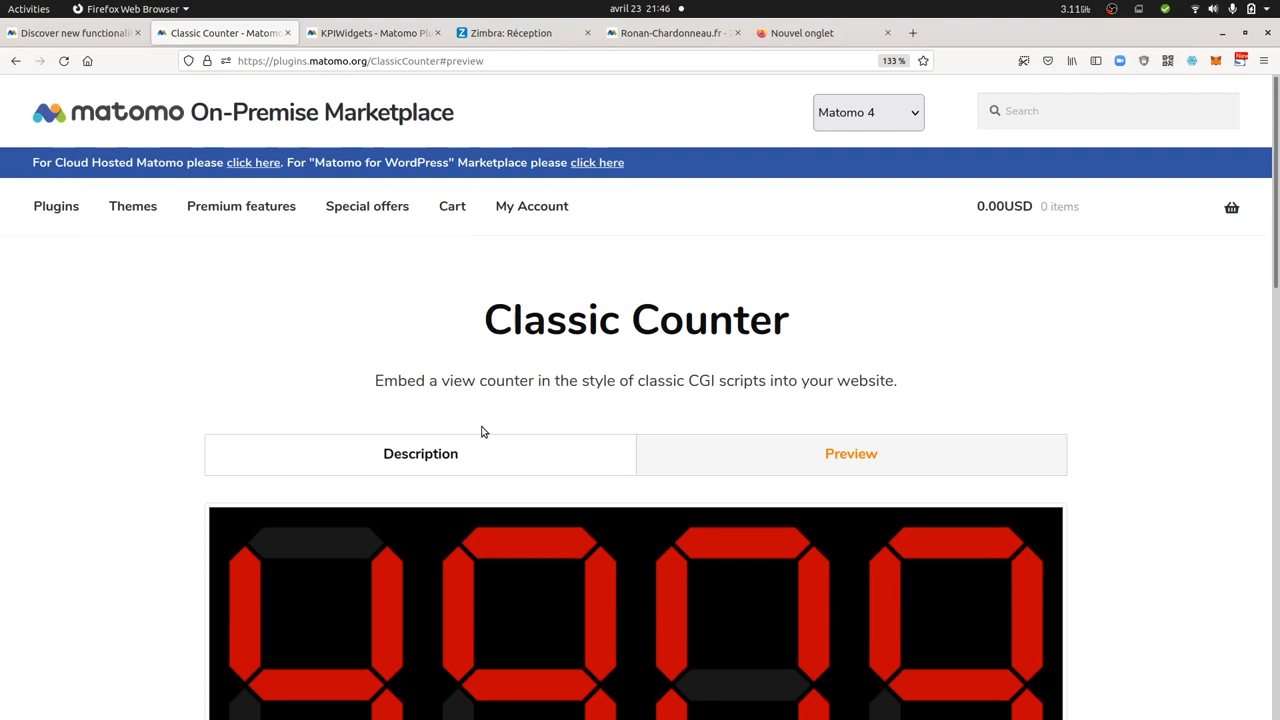 Activities
Firefox Web Browser
avril 23 21:46
3.11GHz
Discover new functionali
Classic Counter - Matomo
KPIWidgets - Matomo Plu
Zimbra: Réception
Ronan-Chardonneau.fr - 
Nouvel onglet
https://plugins.matomo.org/ClassicCounter#preview
133 %
New
matomo On-Premise Marketplace
Matomo 4
Search
For Cloud Hosted Matomo please click here. For "Matomo for WordPress" Marketplace please click here
Plugins
Themes
Premium features
Special offers
Cart
My Account
0.00USD 0 items
Classic Counter
Embed a view counter in the style of classic CGI scripts into your website.
Description
Preview